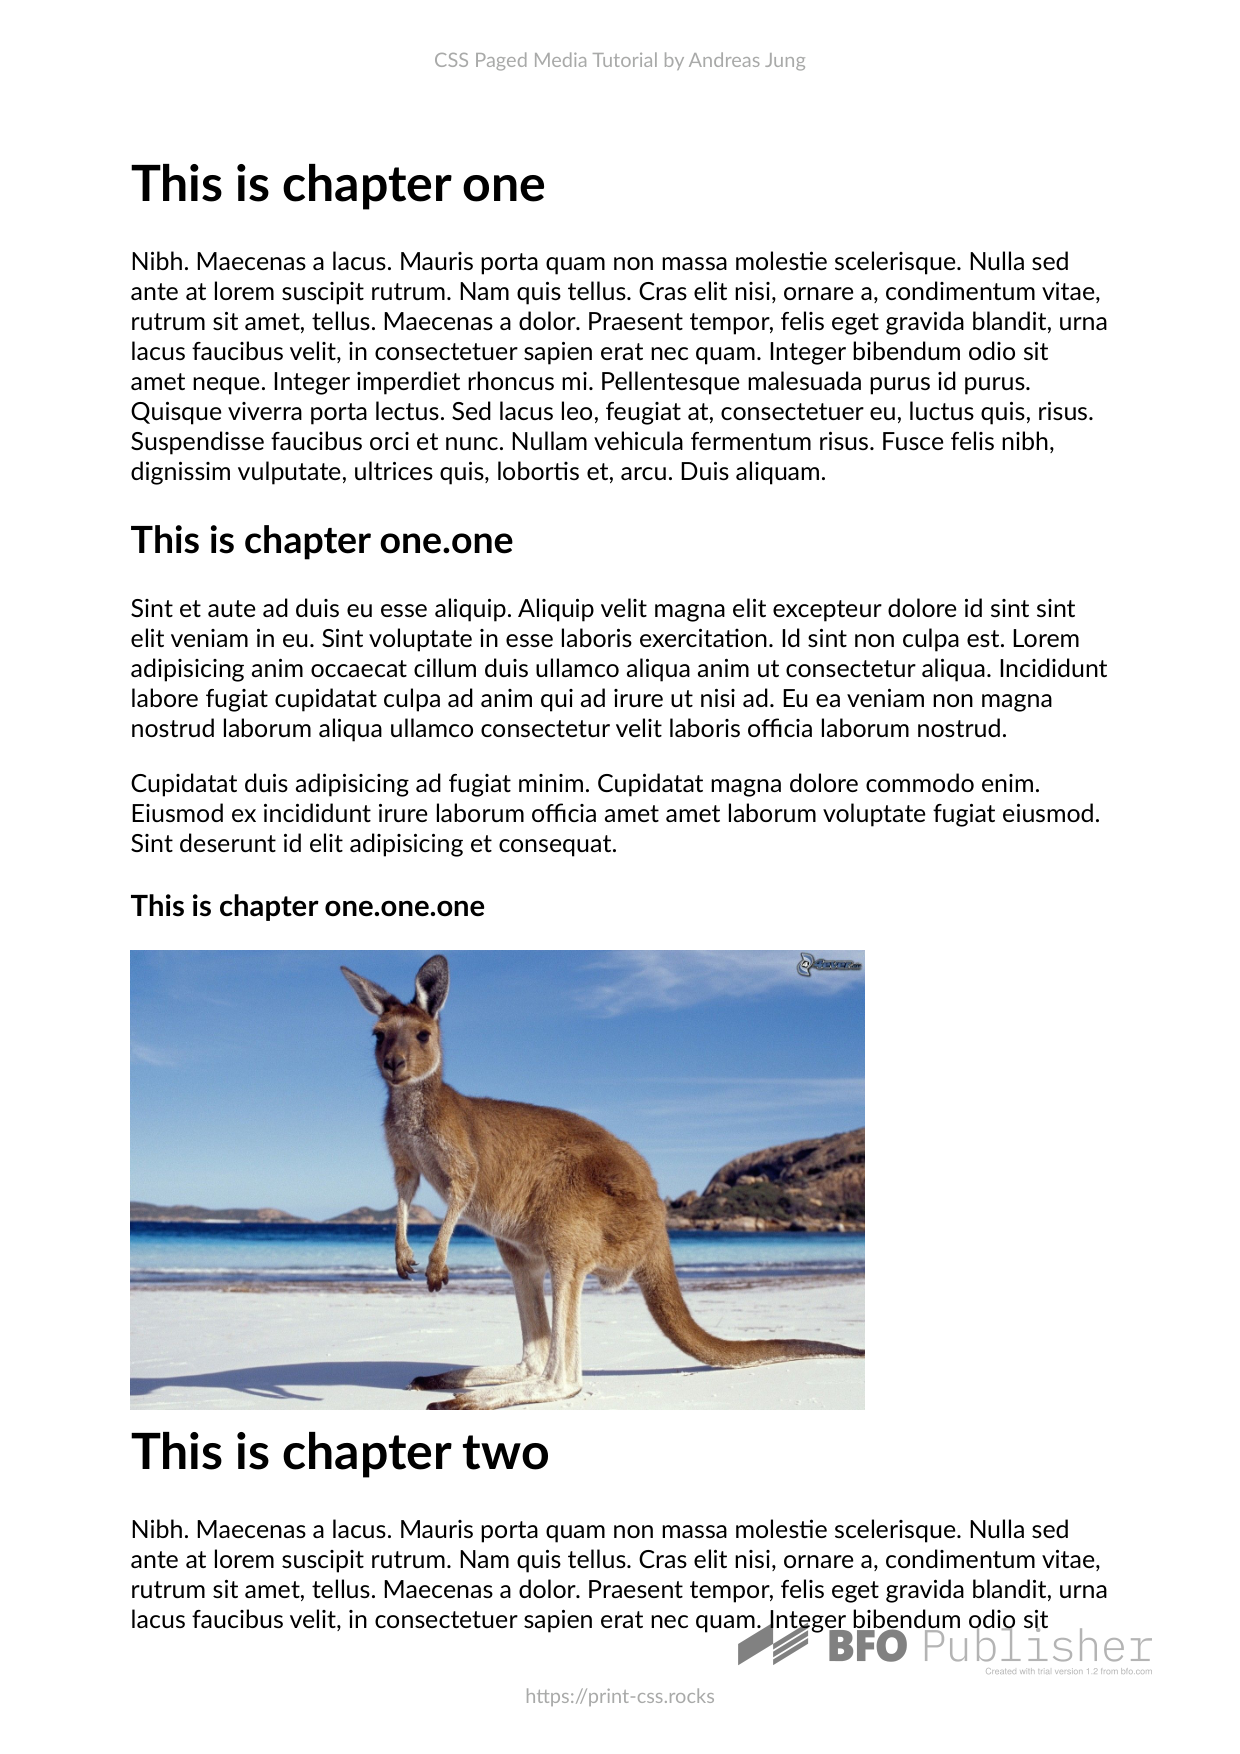 CSS Paged Media Tutorial by Andreas Jung
This is chapter one
Nibh. Maecenas a lacus. Mauris porta quam non massa molestie scelerisque. Nulla sed
ante at lorem suscipit rutrum. Nam quis tellus. Cras elit nisi, ornare a, condimentum vitae,
rutrum sit amet, tellus. Maecenas a dolor. Praesent tempor, felis eget gravida blandit, urna
lacus faucibus velit, in consectetuer sapien erat nec quam. Integer bibendum odio sit
amet neque. Integer imperdiet rhoncus mi. Pellentesque malesuada purus id purus.
Quisque viverra porta lectus. Sed lacus leo, feugiat at, consectetuer eu, luctus quis, risus.
Suspendisse faucibus orci et nunc. Nullam vehicula fermentum risus. Fusce felis nibh,
dignissim vulputate, ultrices quis, lobortis et, arcu. Duis aliquam.
This is chapter one.one
Sint et aute ad duis eu esse aliquip. Aliquip velit magna elit excepteur dolore id sint sint
elit veniam in eu. Sint voluptate in esse laboris exercitation. Id sint non culpa est. Lorem
adipisicing anim occaecat cillum duis ullamco aliqua anim ut consectetur aliqua. Incididunt
labore fugiat cupidatat culpa ad anim qui ad irure ut nisi ad. Eu ea veniam non magna
nostrud laborum aliqua ullamco consectetur velit laboris officia laborum nostrud.
Cupidatat duis adipisicing ad fugiat minim. Cupidatat magna dolore commodo enim.
Eiusmod ex incididunt irure laborum officia amet amet laborum voluptate fugiat eiusmod.
Sint deserunt id elit adipisicing et consequat.
This is chapter one.one.one
This is chapter two
Nibh. Maecenas a lacus. Mauris porta quam non massa molestie scelerisque. Nulla sed
ante at lorem suscipit rutrum. Nam quis tellus. Cras elit nisi, ornare a, condimentum vitae,
rutrum sit amet, tellus. Maecenas a dolor. Praesent tempor, felis eget gravida blandit, urna
lacus faucibus velit, in consectetuer sapien erat nec quam. Integer bibendum odio sit
BFO Publisher
Created with trial version 1.2 from bfo.com
https://print-css.rocks